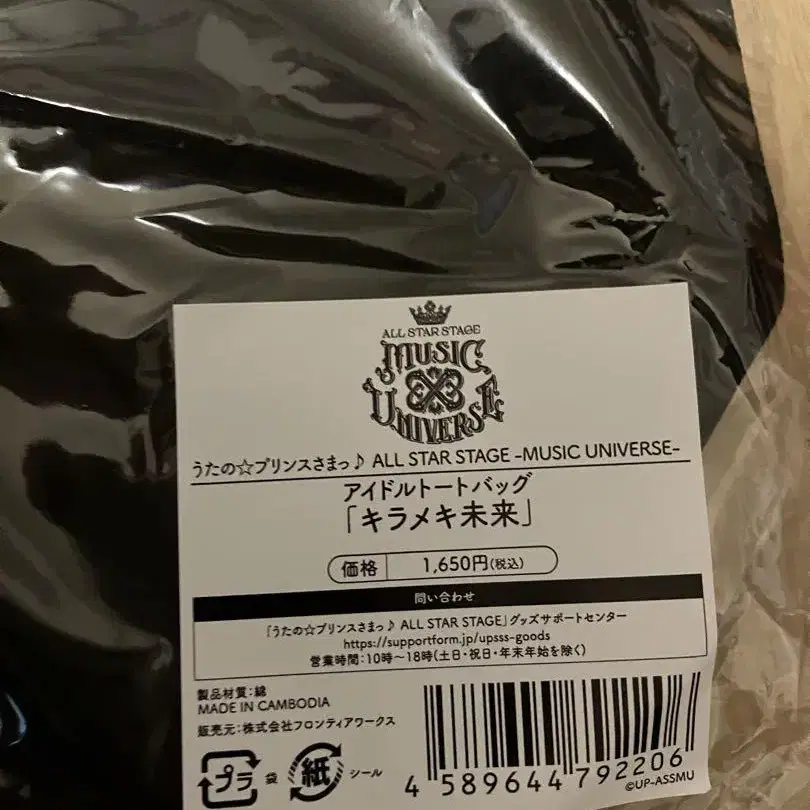 ALL STAR STAGE
MUSIC
UNIVERSE
うたの☆プリンスさまっ♪ ALL STAR STAGE -MUSIC UNIVERSE-
アイドルトートバッグ
「キラメキ未来」
価格 1,650円(税込)
問い合わせ
「うたの☆プリンスさまっ♪ ALL STAR STAGE」グッズサポートセンター
https://supportform.jp/upsss-goods
営業時間:10時～18時(土日・祝日・年末年始を除く)
製品材質:綿
MADE IN CAMBODIA
販売元:株式会社フロンティアワークス
プラ 袋 紙 シール
4 589644 792206
©UP-ASSMU